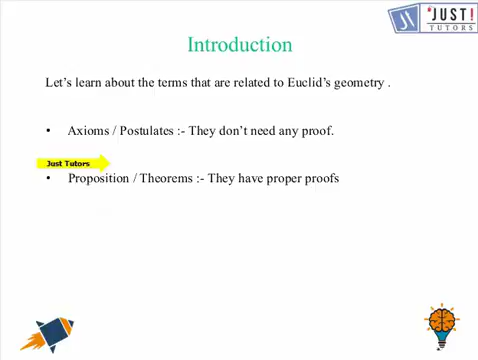 JUST!
TUTORS
Introduction
Let's learn about the terms that are related to Euclid's geometry .
• Axioms / Postulates :- They don't need any proof.
Just Tutors
• Proposition / Theorems :- They have proper proofs